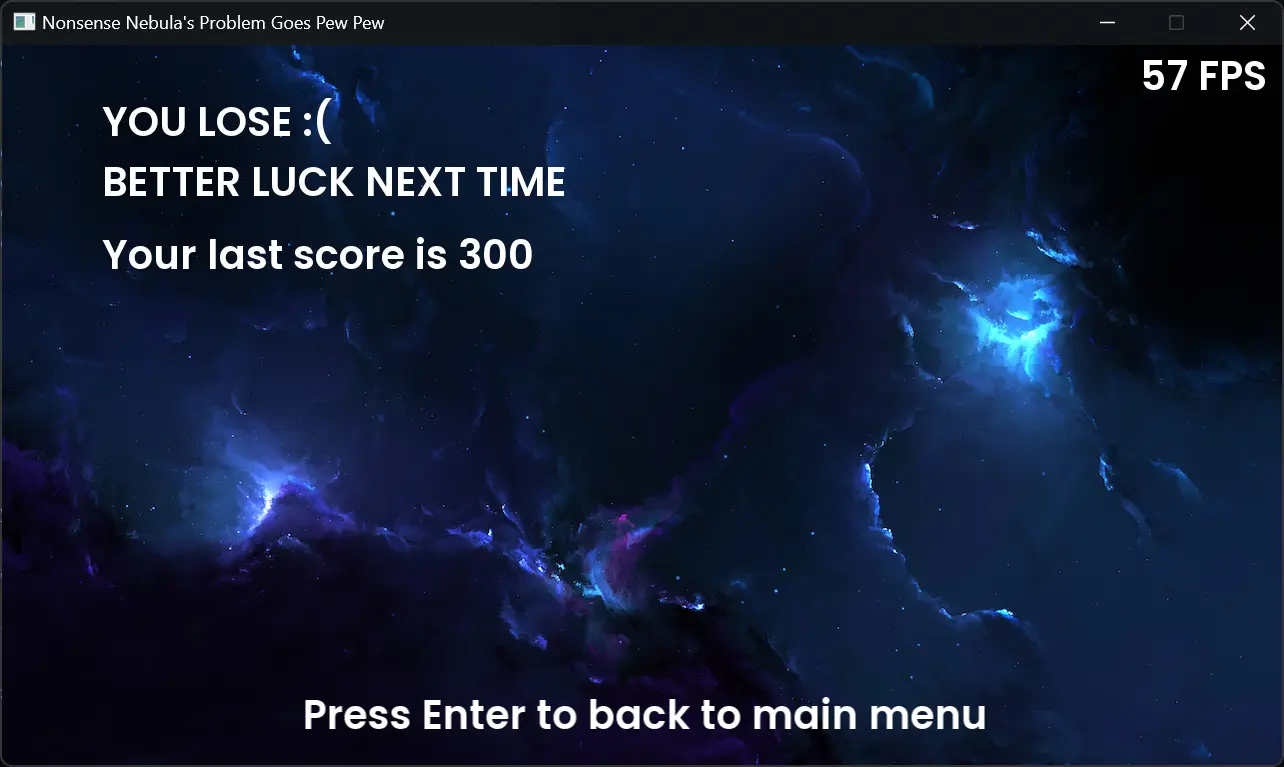 Nonsense Nebula's Problem Goes Pew Pew
57 FPS
YOU LOSE :(
BETTER LUCK NEXT TIME
Your last score is 300
Press Enter to back to main menu